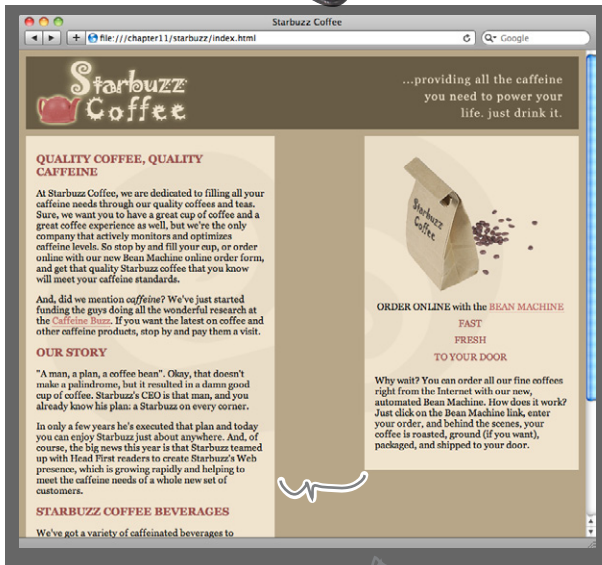 Starbuzz Coffee
file:///chapter11/starbuzz/index.html
Google
Starbuzz
Coffee
...providing all the caffeine
you need to power your
life. just drink it.
QUALITY COFFEE, QUALITY
CAFFEINE
At Starbuzz Coffee, we are dedicated to filling all your
caffeine needs through our quality coffees and teas.
Sure, we want you to have a great cup of coffee and a
great coffee experience as well, but we're the only
company that actively monitors and optimizes
caffeine levels. So stop by and fill your cup, or order
online with our new Bean Machine online order form,
and get that quality Starbuzz coffee that you know
will meet your caffeine standards.
And, did we mention caffeine? We've just started
funding the guys doing all the wonderful research at
the Caffeine Buzz. If you want the latest on coffee and
other caffeine products, stop by and pay them a visit.
OUR STORY
"A man, a plan, a coffee bean". Okay, that doesn't
make a palindrome, but it resulted in a damn good
cup of coffee. Starbuzz's CEO is that man, and you
already know his plan: a Starbuzz on every corner.
In only a few years he's executed that plan and today
you can enjoy Starbuzz just about anywhere. And, of
course, the big news this year is that Starbuzz teamed
up with Head First readers to create Starbuzz's Web
presence, which is growing rapidly and helping to
meet the caffeine needs of a whole new set of
customers.
STARBUZZ COFFEE BEVERAGES
We've got a variety of caffeinated beverages to
Starbuzz
Coffee
ORDER ONLINE with the BEAN MACHINE
FAST
FRESH
TO YOUR DOOR
Why wait? You can order all our fine coffees
right from the Internet with our new,
automated Bean Machine. How does it work?
Just click on the Bean Machine link, enter
your order, and behind the scenes, your
coffee is roasted, ground (if you want),
packaged, and shipped to your door.